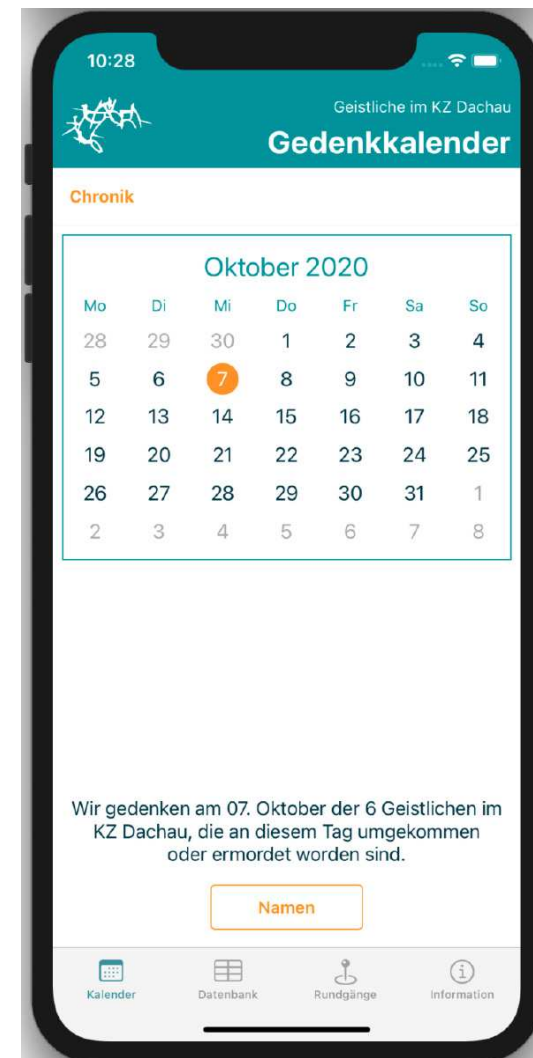 10:28
Geistliche im KZ Dachau
Gedenkkalender
Chronik
Oktober 2020
Mo Di Mi Do Fr Sa So
28 29 30 1 2 3 4
5 6 7 8 9 10 11
12 13 14 15 16 17 18
19 20 21 22 23 24 25
26 27 28 29 30 31 1
2 3 4 5 6 7 8
Wir gedenken am 07. Oktober der 6 Geistlichen im
KZ Dachau, die an diesem Tag umgekommen
oder ermordet worden sind.
Namen
Kalender Datenbank Rundgänge Information